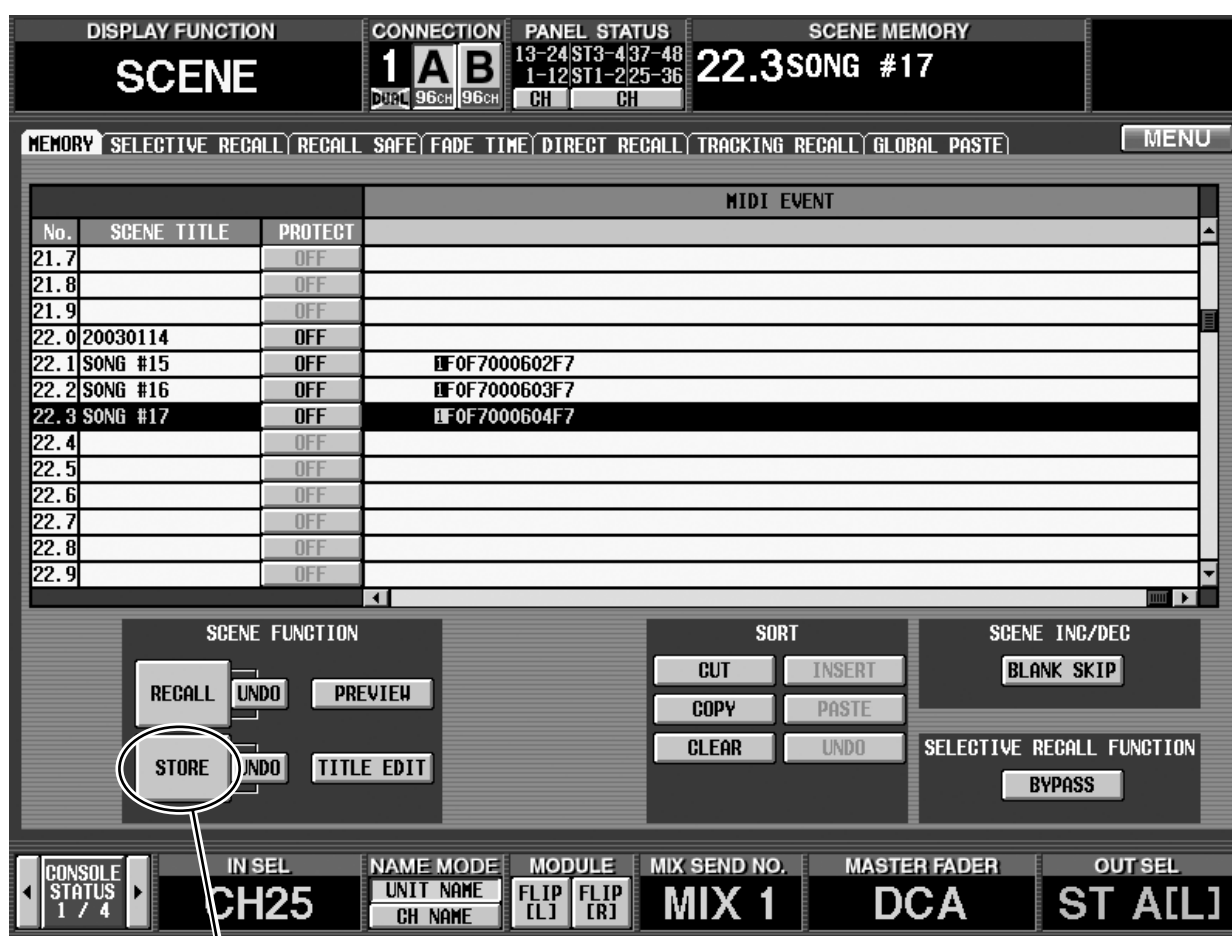 DISPLAY FUNCTION
SCENE
CONNECTION
1 A B
DUAL 96CH 96CH
PANEL STATUS
13-24 ST3-4 37-48
1-12 ST1-2 25-36
CH CH
SCENE MEMORY
22.3 SONG #17
MEMORY SELECTIVE RECALL RECALL SAFE FADE TIME DIRECT RECALL TRACKING RECALL GLOBAL PASTE
MENU
MIDI EVENT
No. SCENE TITLE PROTECT
21.7 OFF
21.8 OFF
21.9 OFF
22.0 20030114 OFF
22.1 SONG #15 OFF 1 F0F7000602F7
22.2 SONG #16 OFF 1 F0F7000603F7
22.3 SONG #17 OFF 1 F0F7000604F7
22.4 OFF
22.5 OFF
22.6 OFF
22.7 OFF
22.8 OFF
22.9 OFF
SCENE FUNCTION
RECALL UNDO PREVIEW
STORE UNDO TITLE EDIT
SORT
CUT INSERT
COPY PASTE
CLEAR UNDO
SCENE INC/DEC
BLANK SKIP
SELECTIVE RECALL FUNCTION
BYPASS
CONSOLE
STATUS
1 / 4
IN SEL
CH25
NAME MODE
UNIT NAME
CH NAME
MODULE
FLIP [L] FLIP [R]
MIX SEND NO.
MIX 1
MASTER FADER
DCA
OUT SEL
ST A[L]